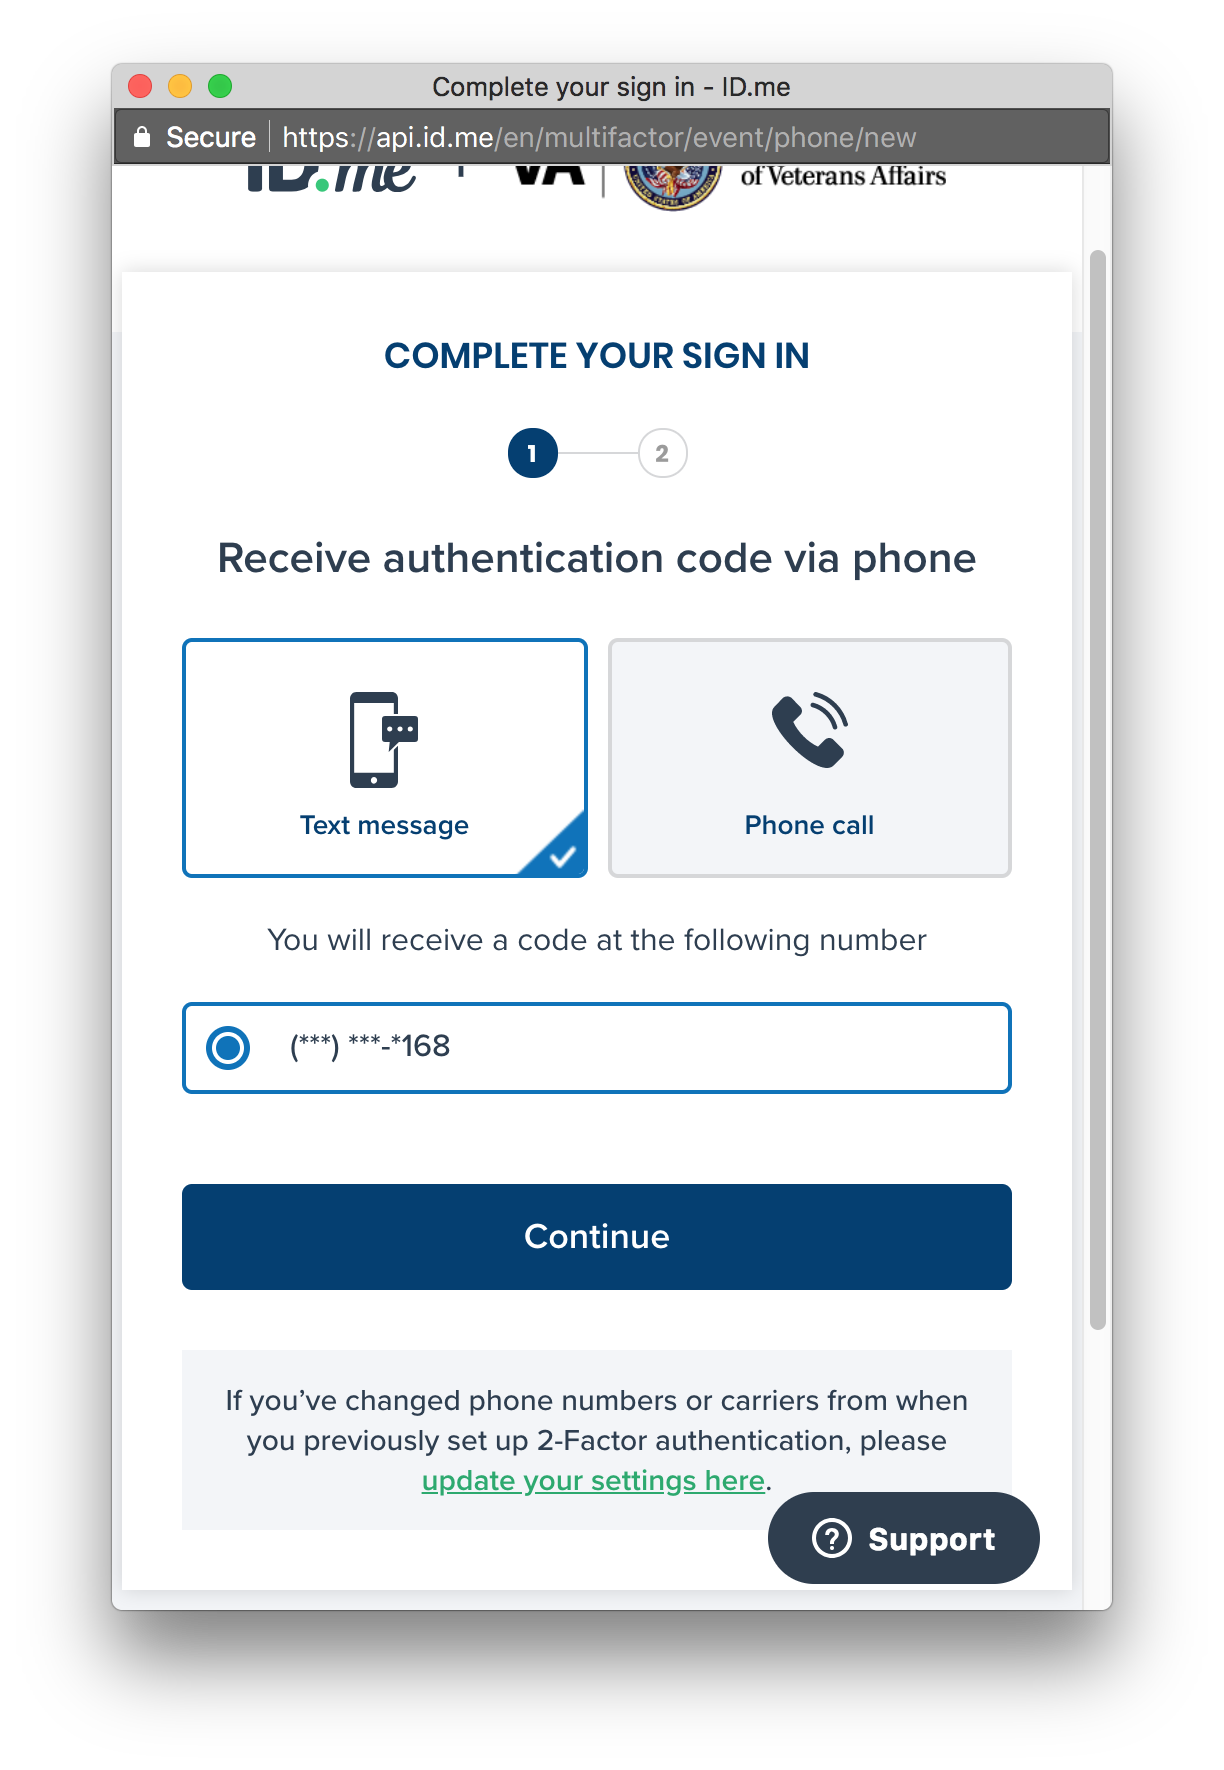 Complete your sign in - ID.me
Secure https://api.id.me/en/multifactor/event/phone/new
ID.me + VA of Veterans Affairs
COMPLETE YOUR SIGN IN
1 2
Receive authentication code via phone
Text message Phone call
You will receive a code at the following number
(***) ***-*168
Continue
If you’ve changed phone numbers or carriers from when
you previously set up 2-Factor authentication, please
update your settings here.
Support